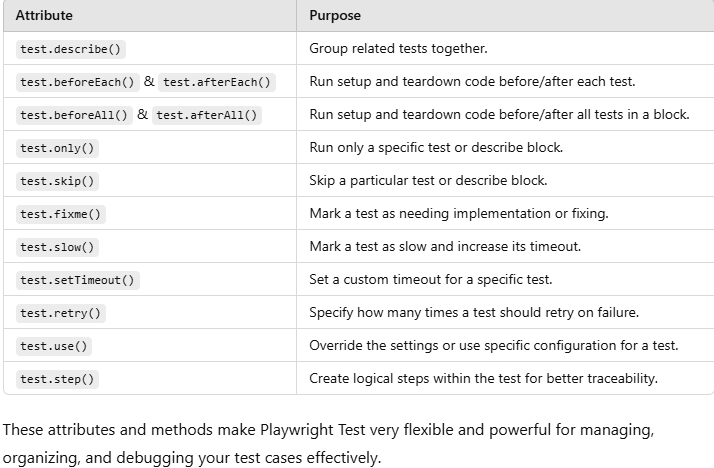 Attribute Purpose
test.describe() Group related tests together.
test.beforeEach() & test.afterEach() Run setup and teardown code before/after each test.
test.beforeAll() & test.afterAll() Run setup and teardown code before/after all tests in a block.
test.only() Run only a specific test or describe block.
test.skip() Skip a particular test or describe block.
test.fixme() Mark a test as needing implementation or fixing.
test.slow() Mark a test as slow and increase its timeout.
test.setTimeout() Set a custom timeout for a specific test.
test.retry() Specify how many times a test should retry on failure.
test.use() Override the settings or use specific configuration for a test.
test.step() Create logical steps within the test for better traceability.
These attributes and methods make Playwright Test very flexible and powerful for managing,
organizing, and debugging your test cases effectively.